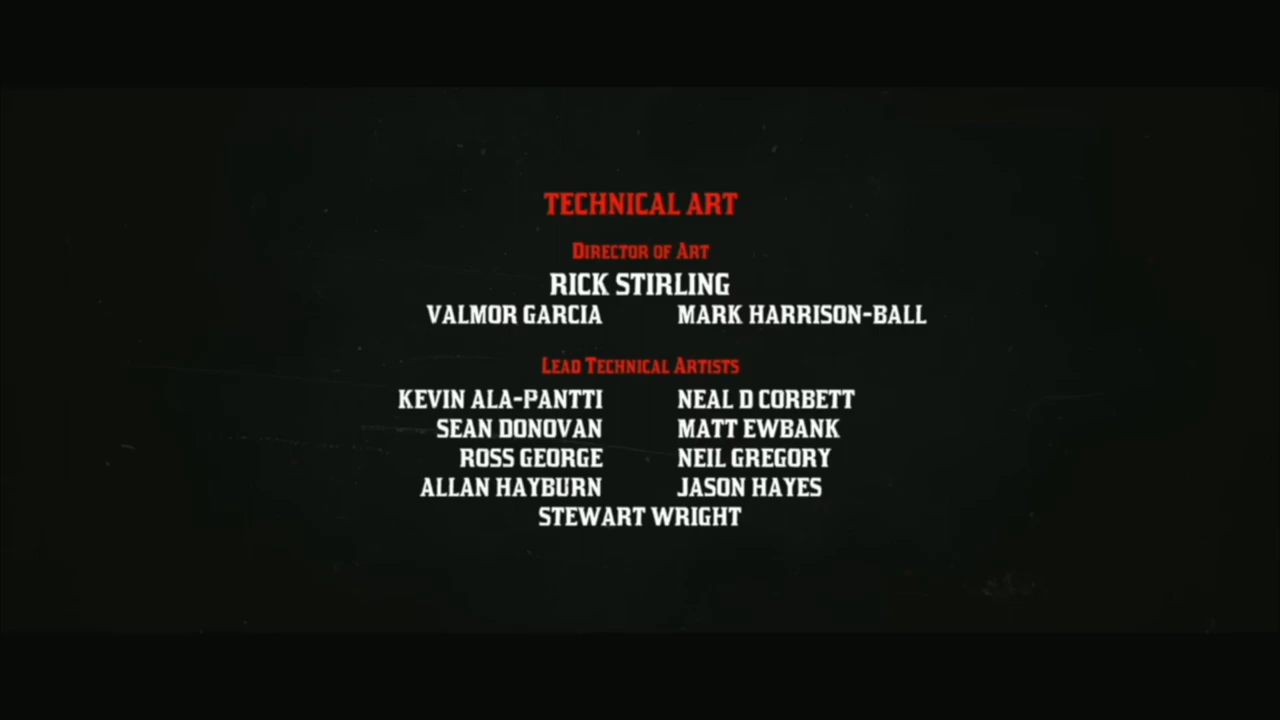 TECHNICAL ART
DIRECTOR OF ART
RICK STIRLING
VALMOR GARCIA MARK HARRISON-BALL
LEAD TECHNICAL ARTISTS
KEVIN ALA-PANTTI NEAL D CORBETT
SEAN DONOVAN MATT EWBANK
ROSS GEORGE NEIL GREGORY
ALLAN HAYBURN JASON HAYES
STEWART WRIGHT